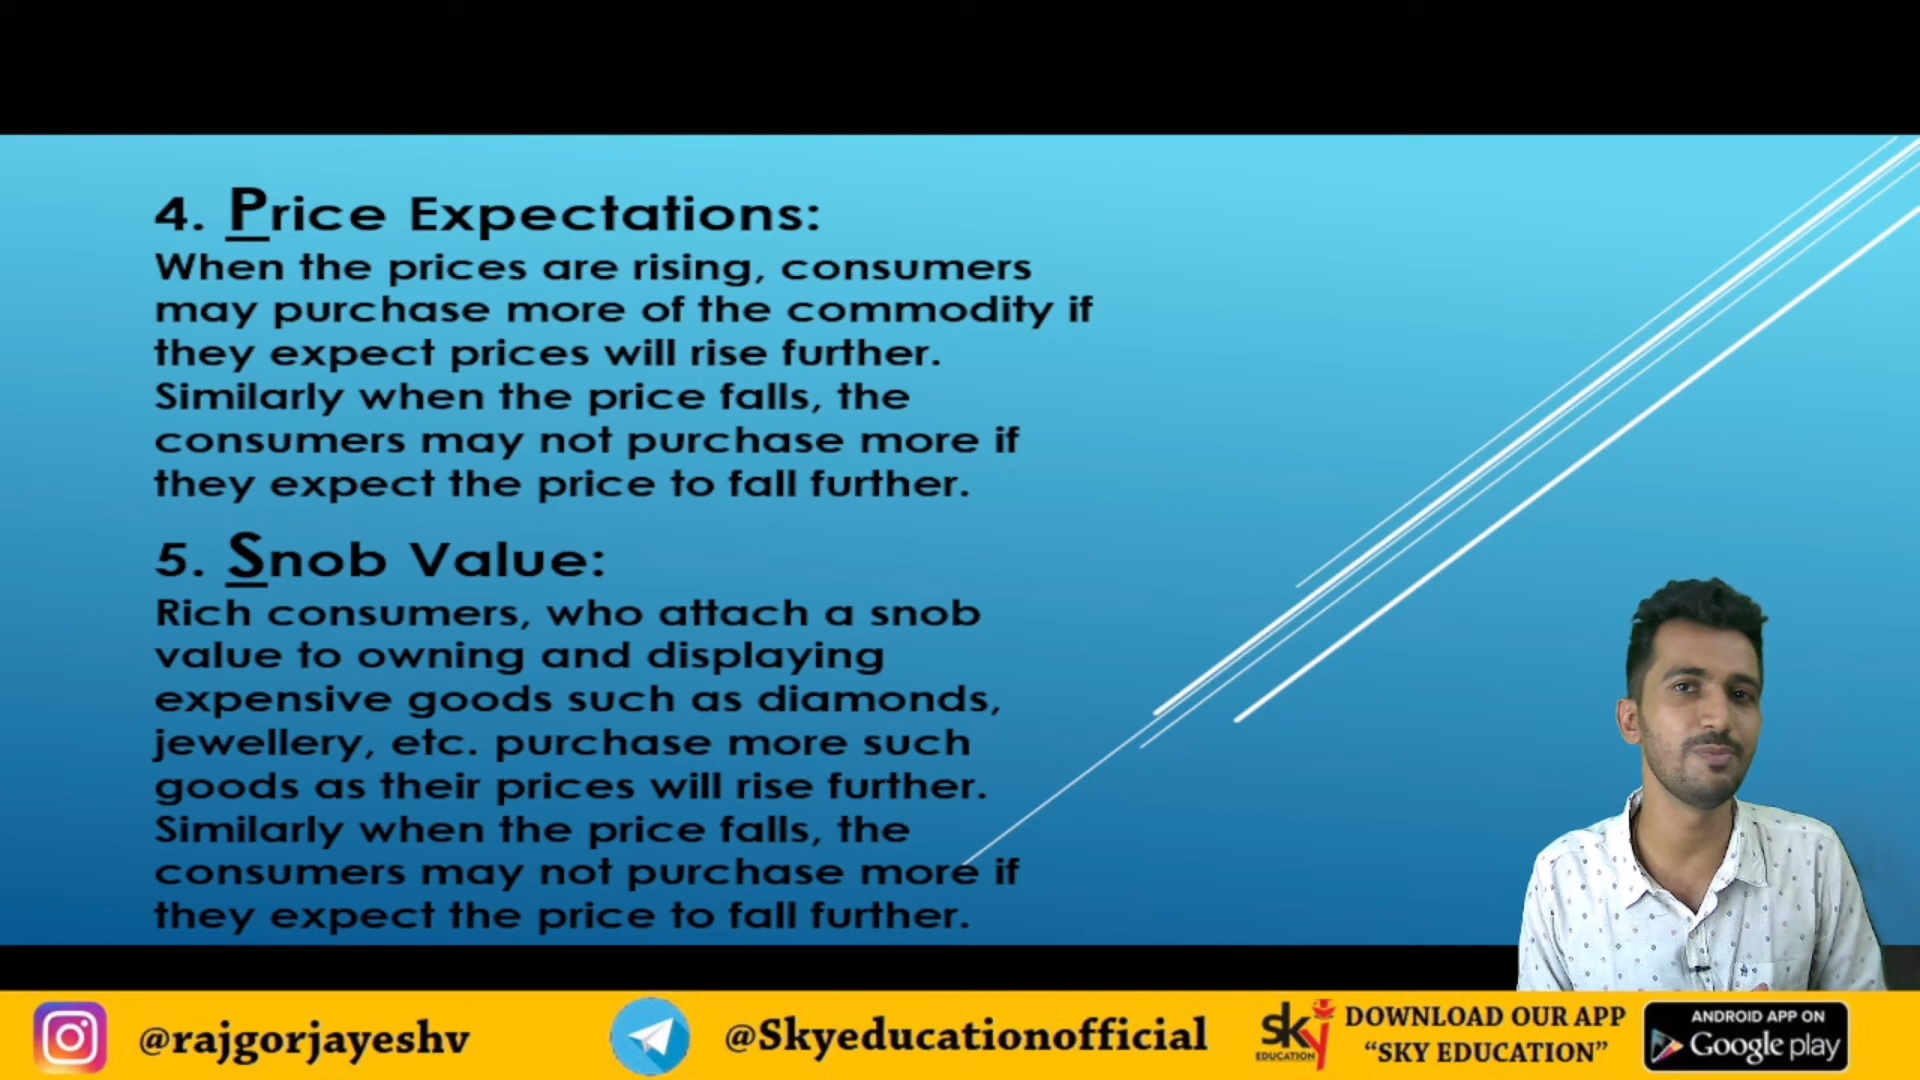 4. Price Expectations:
When the prices are rising, consumers
may purchase more of the commodity if
they expect prices will rise further.
Similarly when the price falls, the
consumers may not purchase more if
they expect the price to fall further.
5. Snob Value:
Rich consumers, who attach a snob
value to owning and displaying
expensive goods such as diamonds,
jewellery, etc. purchase more such
goods as their prices will rise further.
Similarly when the price falls, the
consumers may not purchase more if
they expect the price to fall further.
@rajgorjayeshv
@Skyeducationofficial
sky
EDUCATION
DOWNLOAD OUR APP
“SKY EDUCATION”
ANDROID APP ON
Google play